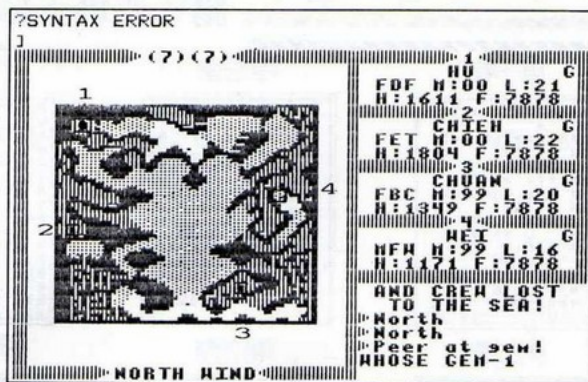 ?SYNTAX ERROR
]
(7)(7)
1
2
4
3
NORTH WIND
1
HU G
FDF M:00 L:21
H:1611 F:7878
2
CHIEH G
FET M:00 L:22
H:1804 F:7878
3
CHUAN G
FBC M:99 L:20
H:1349 F:7878
4
WEI G
MFW M:99 L:16
H:1171 F:7878
AND CREW LOST
TO THE SEA!
North
North
Peer at gem!
WHOSE GEM-1